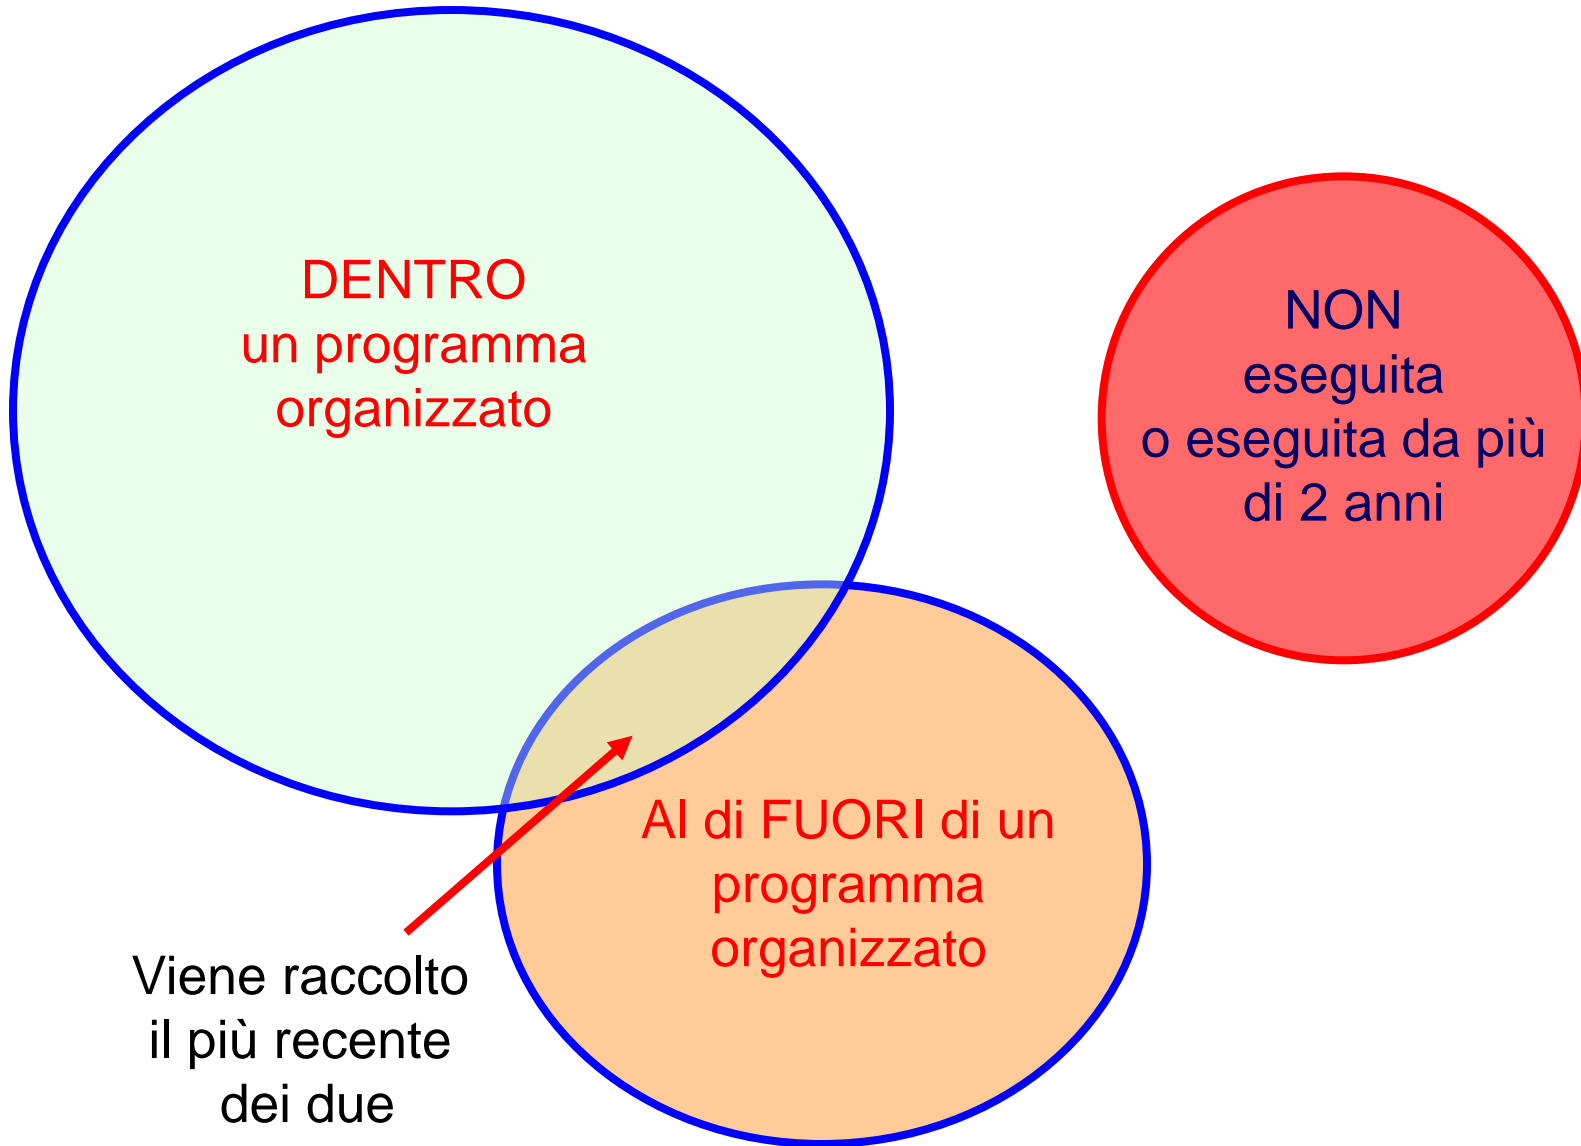 DENTRO
un programma
organizzato
NON
eseguita
o eseguita da più
di 2 anni
Al di FUORI di un
programma
organizzato
Viene raccolto
il più recente
dei due